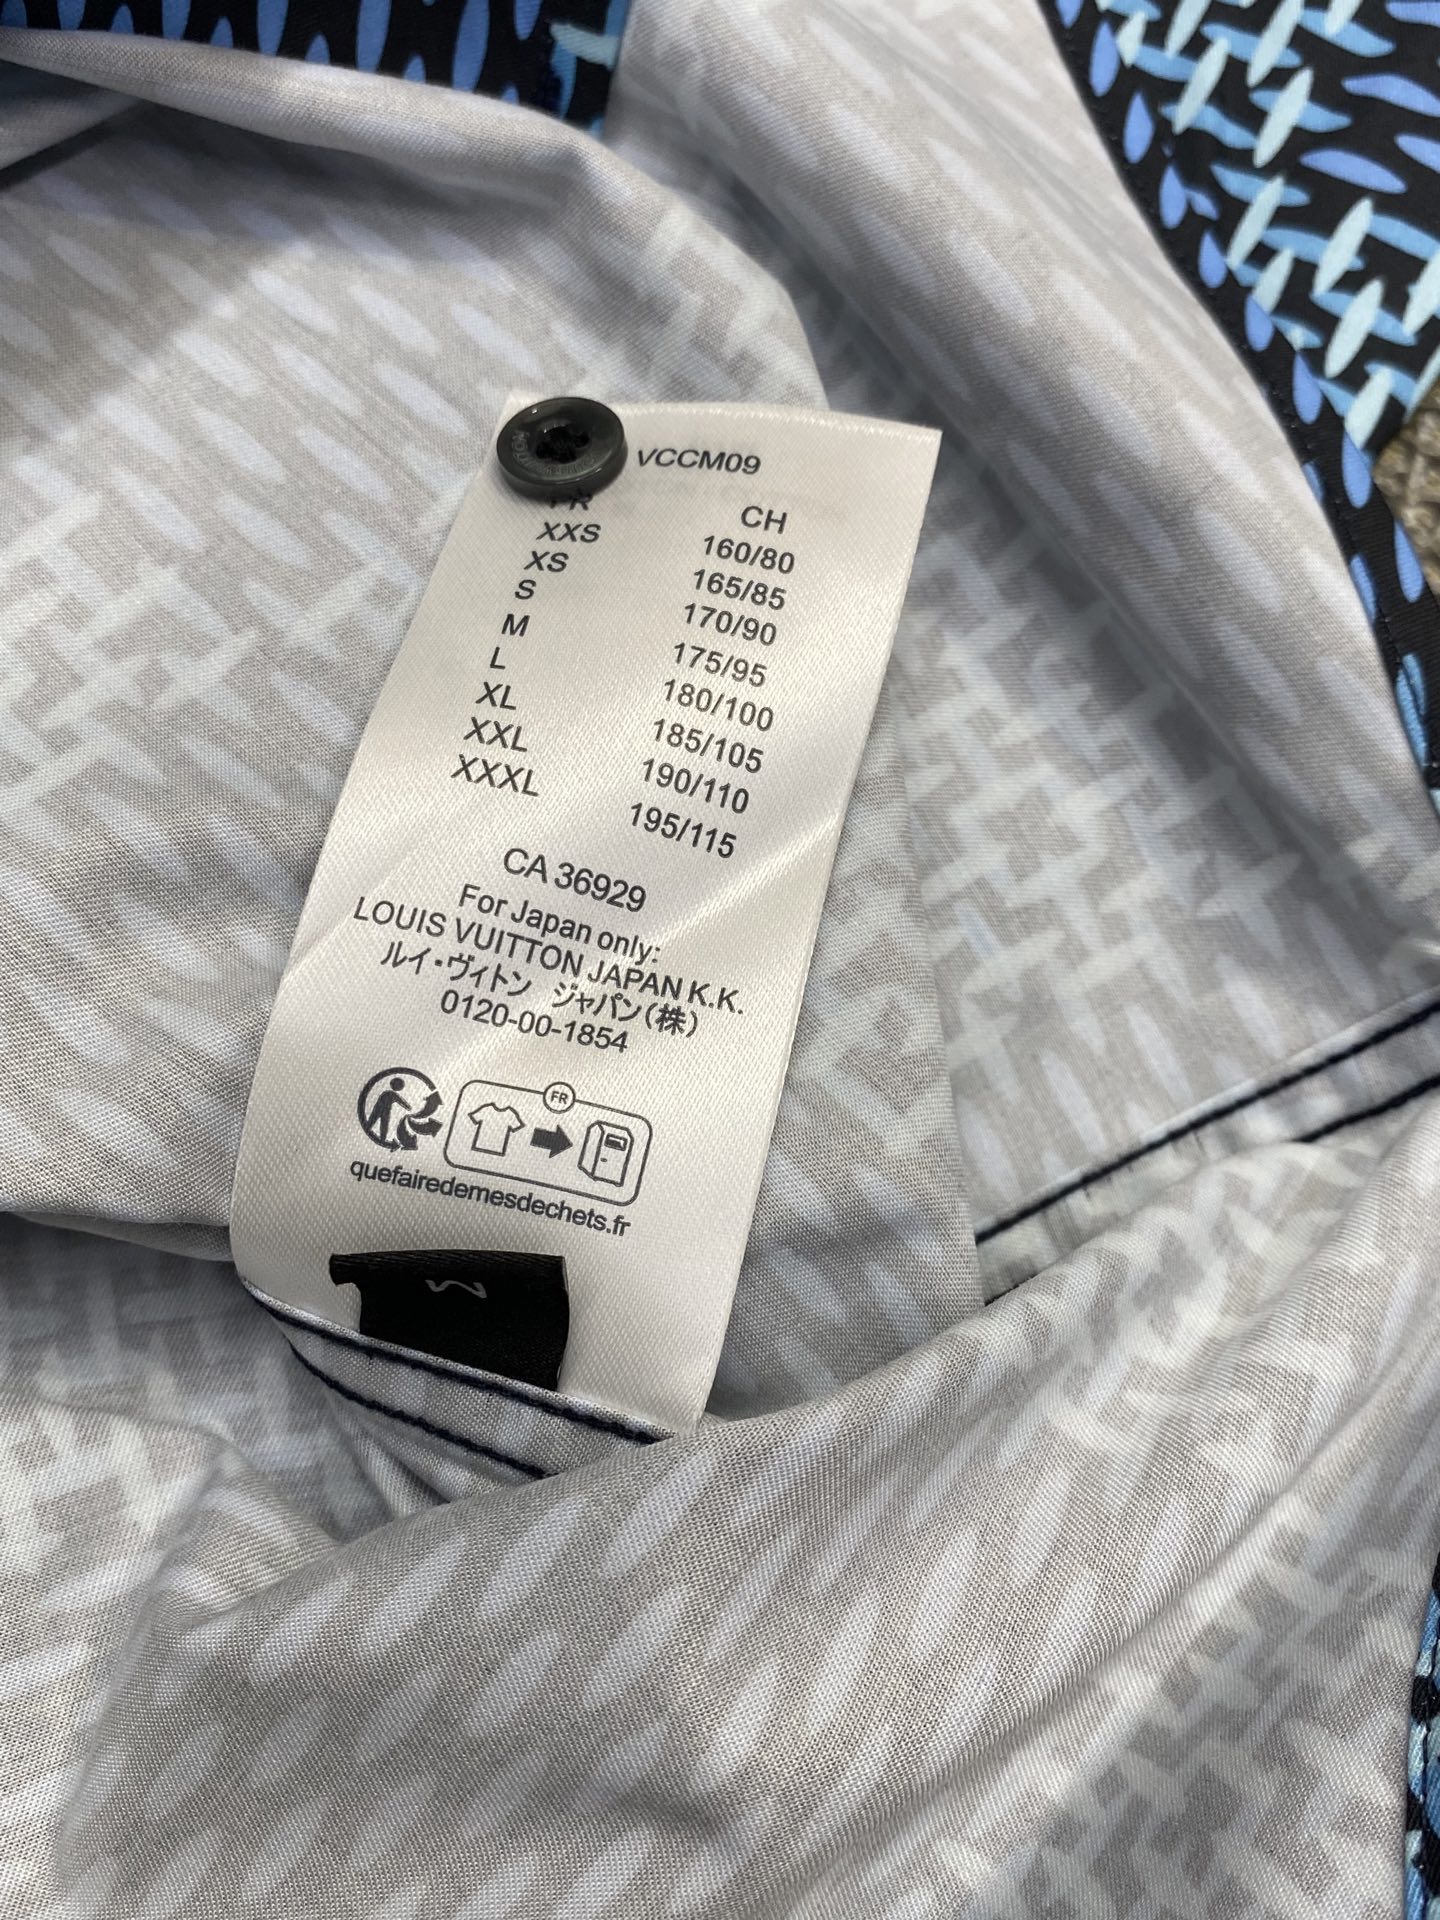 VCCM09
FR CH
XXS 160/80
XS 165/85
S 170/90
M 175/95
L 180/100
XL 185/105
XXL 190/110
XXXL 195/115
CA 36929
For Japan only:
LOUIS VUITTON JAPAN K.K.
ルイ・ヴィトン ジャパン(株)
0120-00-1854
FR
quefairedemesdechets.fr